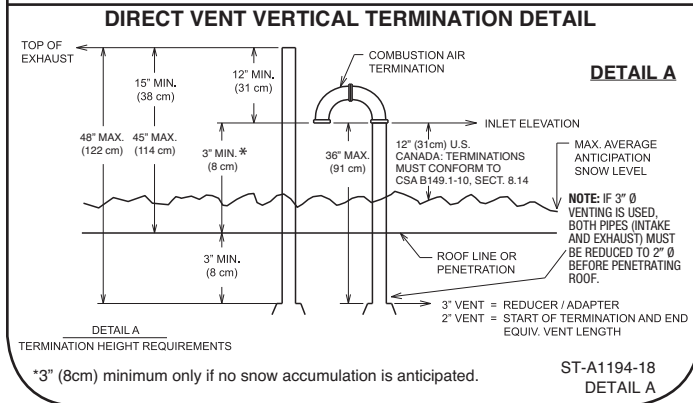 DIRECT VENT VERTICAL TERMINATION DETAIL
TOP OF
EXHAUST
15" MIN.
(38 cm)
12" MIN.
(31 cm)
COMBUSTION AIR
TERMINATION
DETAIL A
INLET ELEVATION
48" MAX.
(122 cm)
45" MAX.
(114 cm)
3" MIN.*
(8 cm)
36" MAX.
(91 cm)
12" (31cm) U.S.
CANADA: TERMINATIONS
MUST CONFORM TO
CSA B149.1-10, SECT. 8.14
MAX. AVERAGE
ANTICIPATION
SNOW LEVEL
NOTE: IF 3" Ø
VENTING IS USED,
BOTH PIPES (INTAKE
AND EXHAUST) MUST
BE REDUCED TO 2" Ø
BEFORE PENETRATING
ROOF.
3" MIN.
(8 cm)
ROOF LINE OR
PENETRATION
3" VENT = REDUCER / ADAPTER
2" VENT = START OF TERMINATION AND END
EQUIV. VENT LENGTH
DETAIL A
TERMINATION HEIGHT REQUIREMENTS
*3" (8cm) minimum only if no snow accumulation is anticipated.
ST-A1194-18
DETAIL A